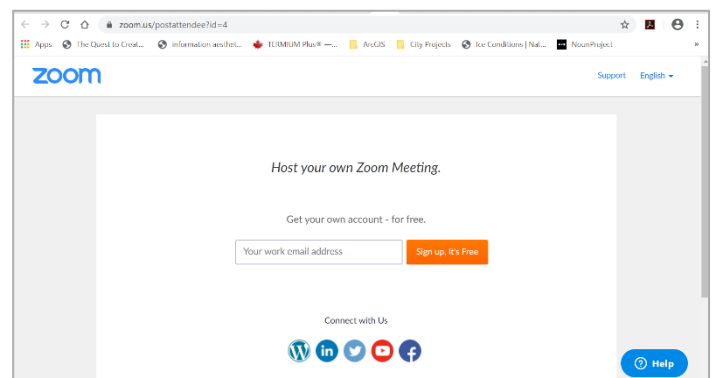 zoom.us/postattendee?id=4
Apps The Quest to Creat... information aesthet... TERMIUM Plus® —... ArcGIS City Projects Ice Conditions | Nat... NounProject »
zoom Support English
Host your own Zoom Meeting.
Get your own account - for free.
Your work email address Sign up, It's Free
Connect with Us
Help